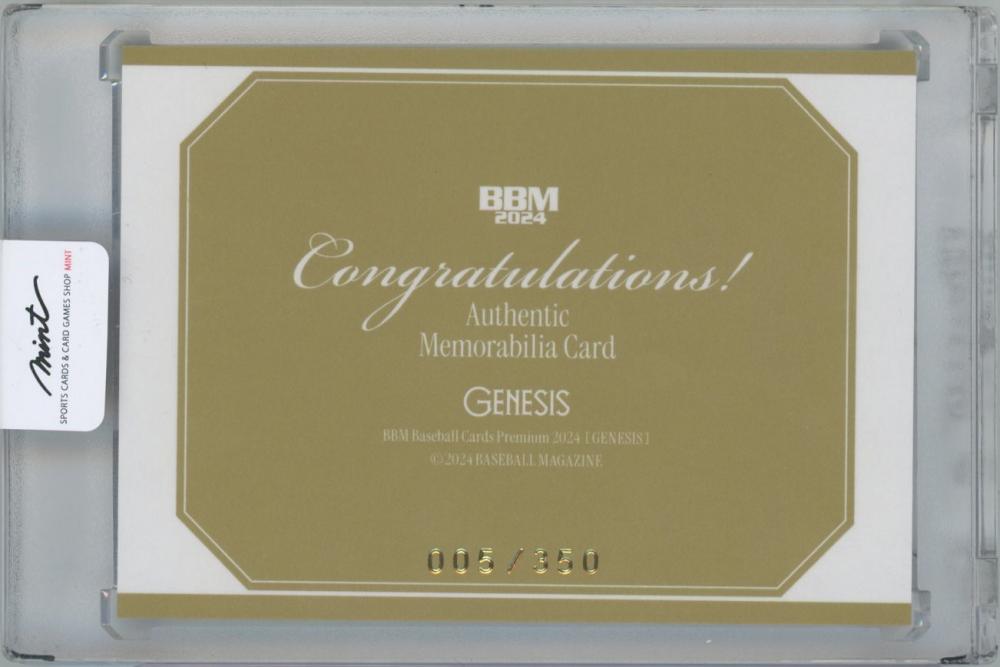 BBM
2024
Congratulations!
Authentic
Memorabilia Card
GENESIS
BBM Baseball Cards Premium 2024 [GENESIS]
©2024 BASEBALL MAGAZINE
005/350
mint
SPORTS CARDS & CARD GAMES SHOP MINT